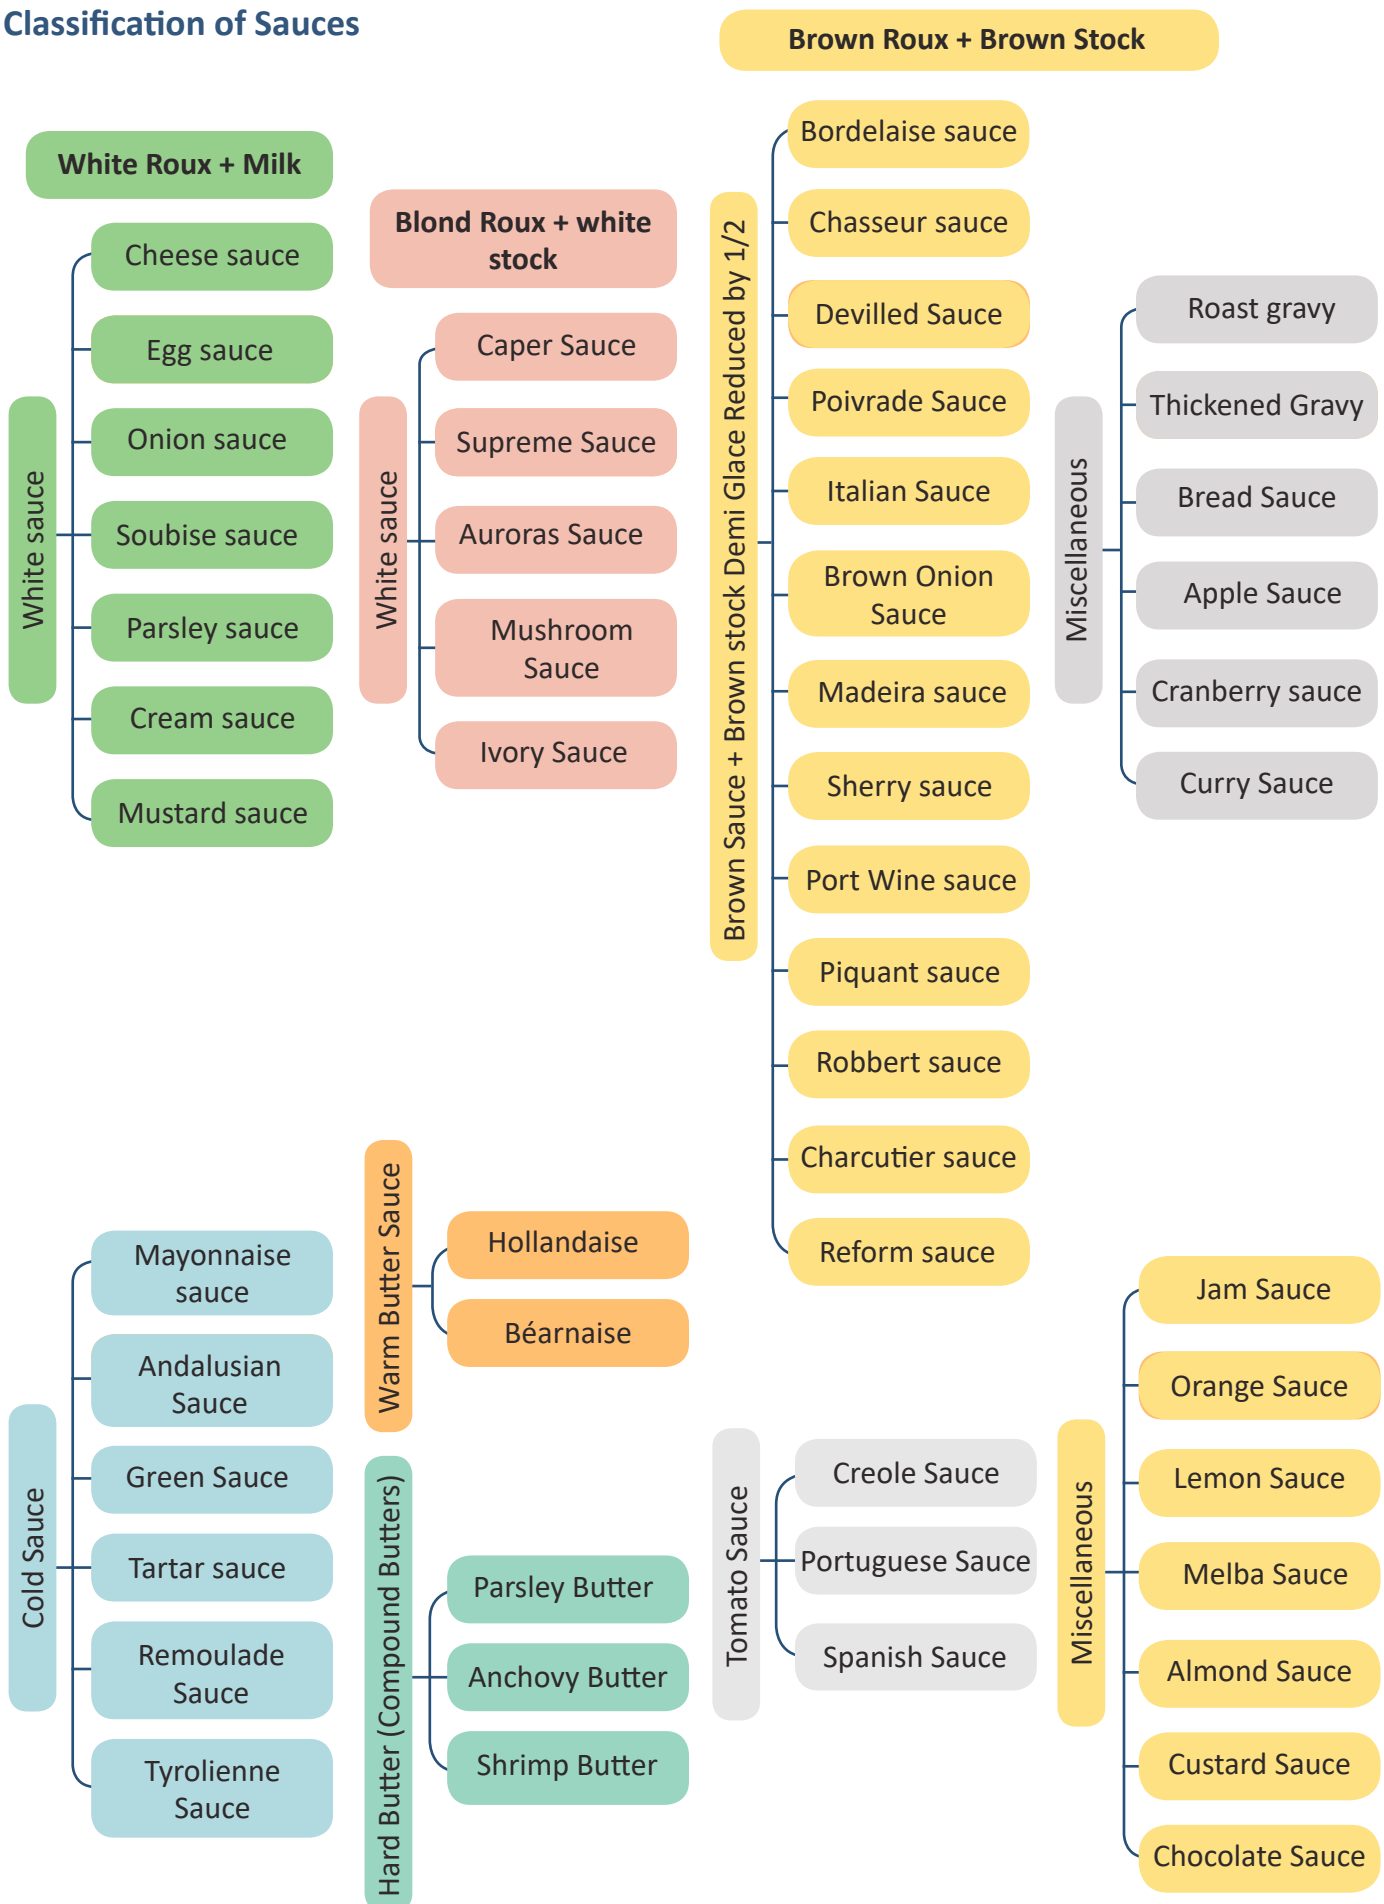 Classification of Sauces
White Roux + Milk
White sauce
Cheese sauce
Egg sauce
Onion sauce
Soubise sauce
Parsley sauce
Cream sauce
Mustard sauce
Blond Roux + white
stock
White sauce
Caper Sauce
Supreme Sauce
Auroras Sauce
Mushroom
Sauce
Ivory Sauce
Brown Roux + Brown Stock
Brown Sauce + Brown stock Demi Glace Reduced by 1/2
Bordelaise sauce
Chasseur sauce
Devilled Sauce
Poivrade Sauce
Italian Sauce
Brown Onion
Sauce
Madeira sauce
Sherry sauce
Port Wine sauce
Piquant sauce
Robbert sauce
Charcutier sauce
Reform sauce
Miscellaneous
Roast gravy
Thickened Gravy
Bread Sauce
Apple Sauce
Cranberry sauce
Curry Sauce
Cold Sauce
Mayonnaise
sauce
Andalusian
Sauce
Green Sauce
Tartar sauce
Remoulade
Sauce
Tyrolienne
Sauce
Warm Butter Sauce
Hollandaise
Béarnaise
Hard Butter (Compound Butters)
Parsley Butter
Anchovy Butter
Shrimp Butter
Tomato Sauce
Creole Sauce
Portuguese Sauce
Spanish Sauce
Miscellaneous
Jam Sauce
Orange Sauce
Lemon Sauce
Melba Sauce
Almond Sauce
Custard Sauce
Chocolate Sauce